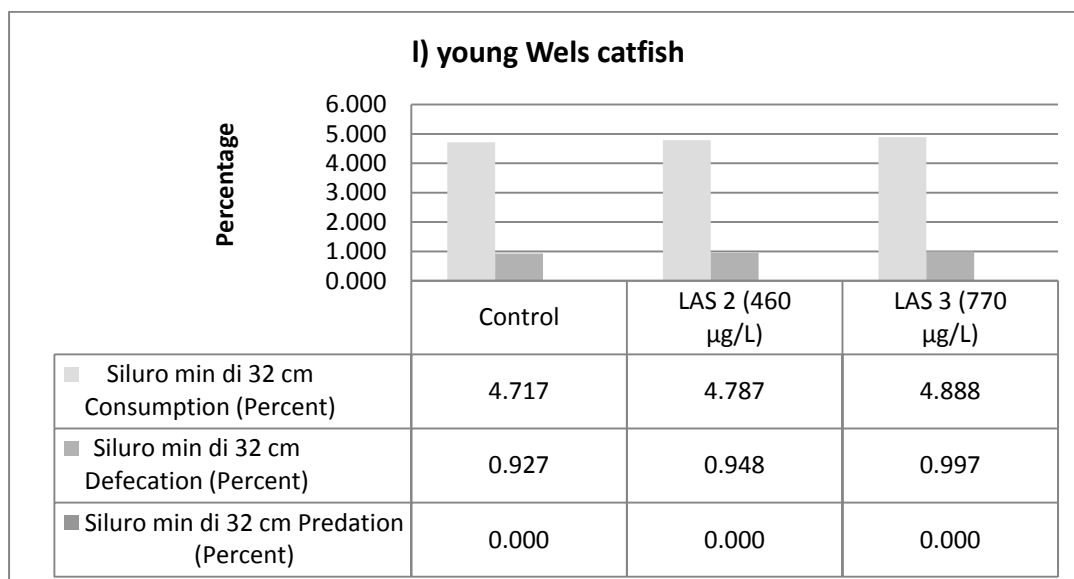 l) young Wels catfish
Percentage
6.000
5.000
4.000
3.000
2.000
1.000
0.000
Control
LAS 2 (460
µg/L)
LAS 3 (770
µg/L)
Siluro min di 32 cm
Consumption (Percent)
4.717
4.787
4.888
Siluro min di 32 cm
Defecation (Percent)
0.927
0.948
0.997
Siluro min di 32 cm Predation
(Percent)
0.000
0.000
0.000